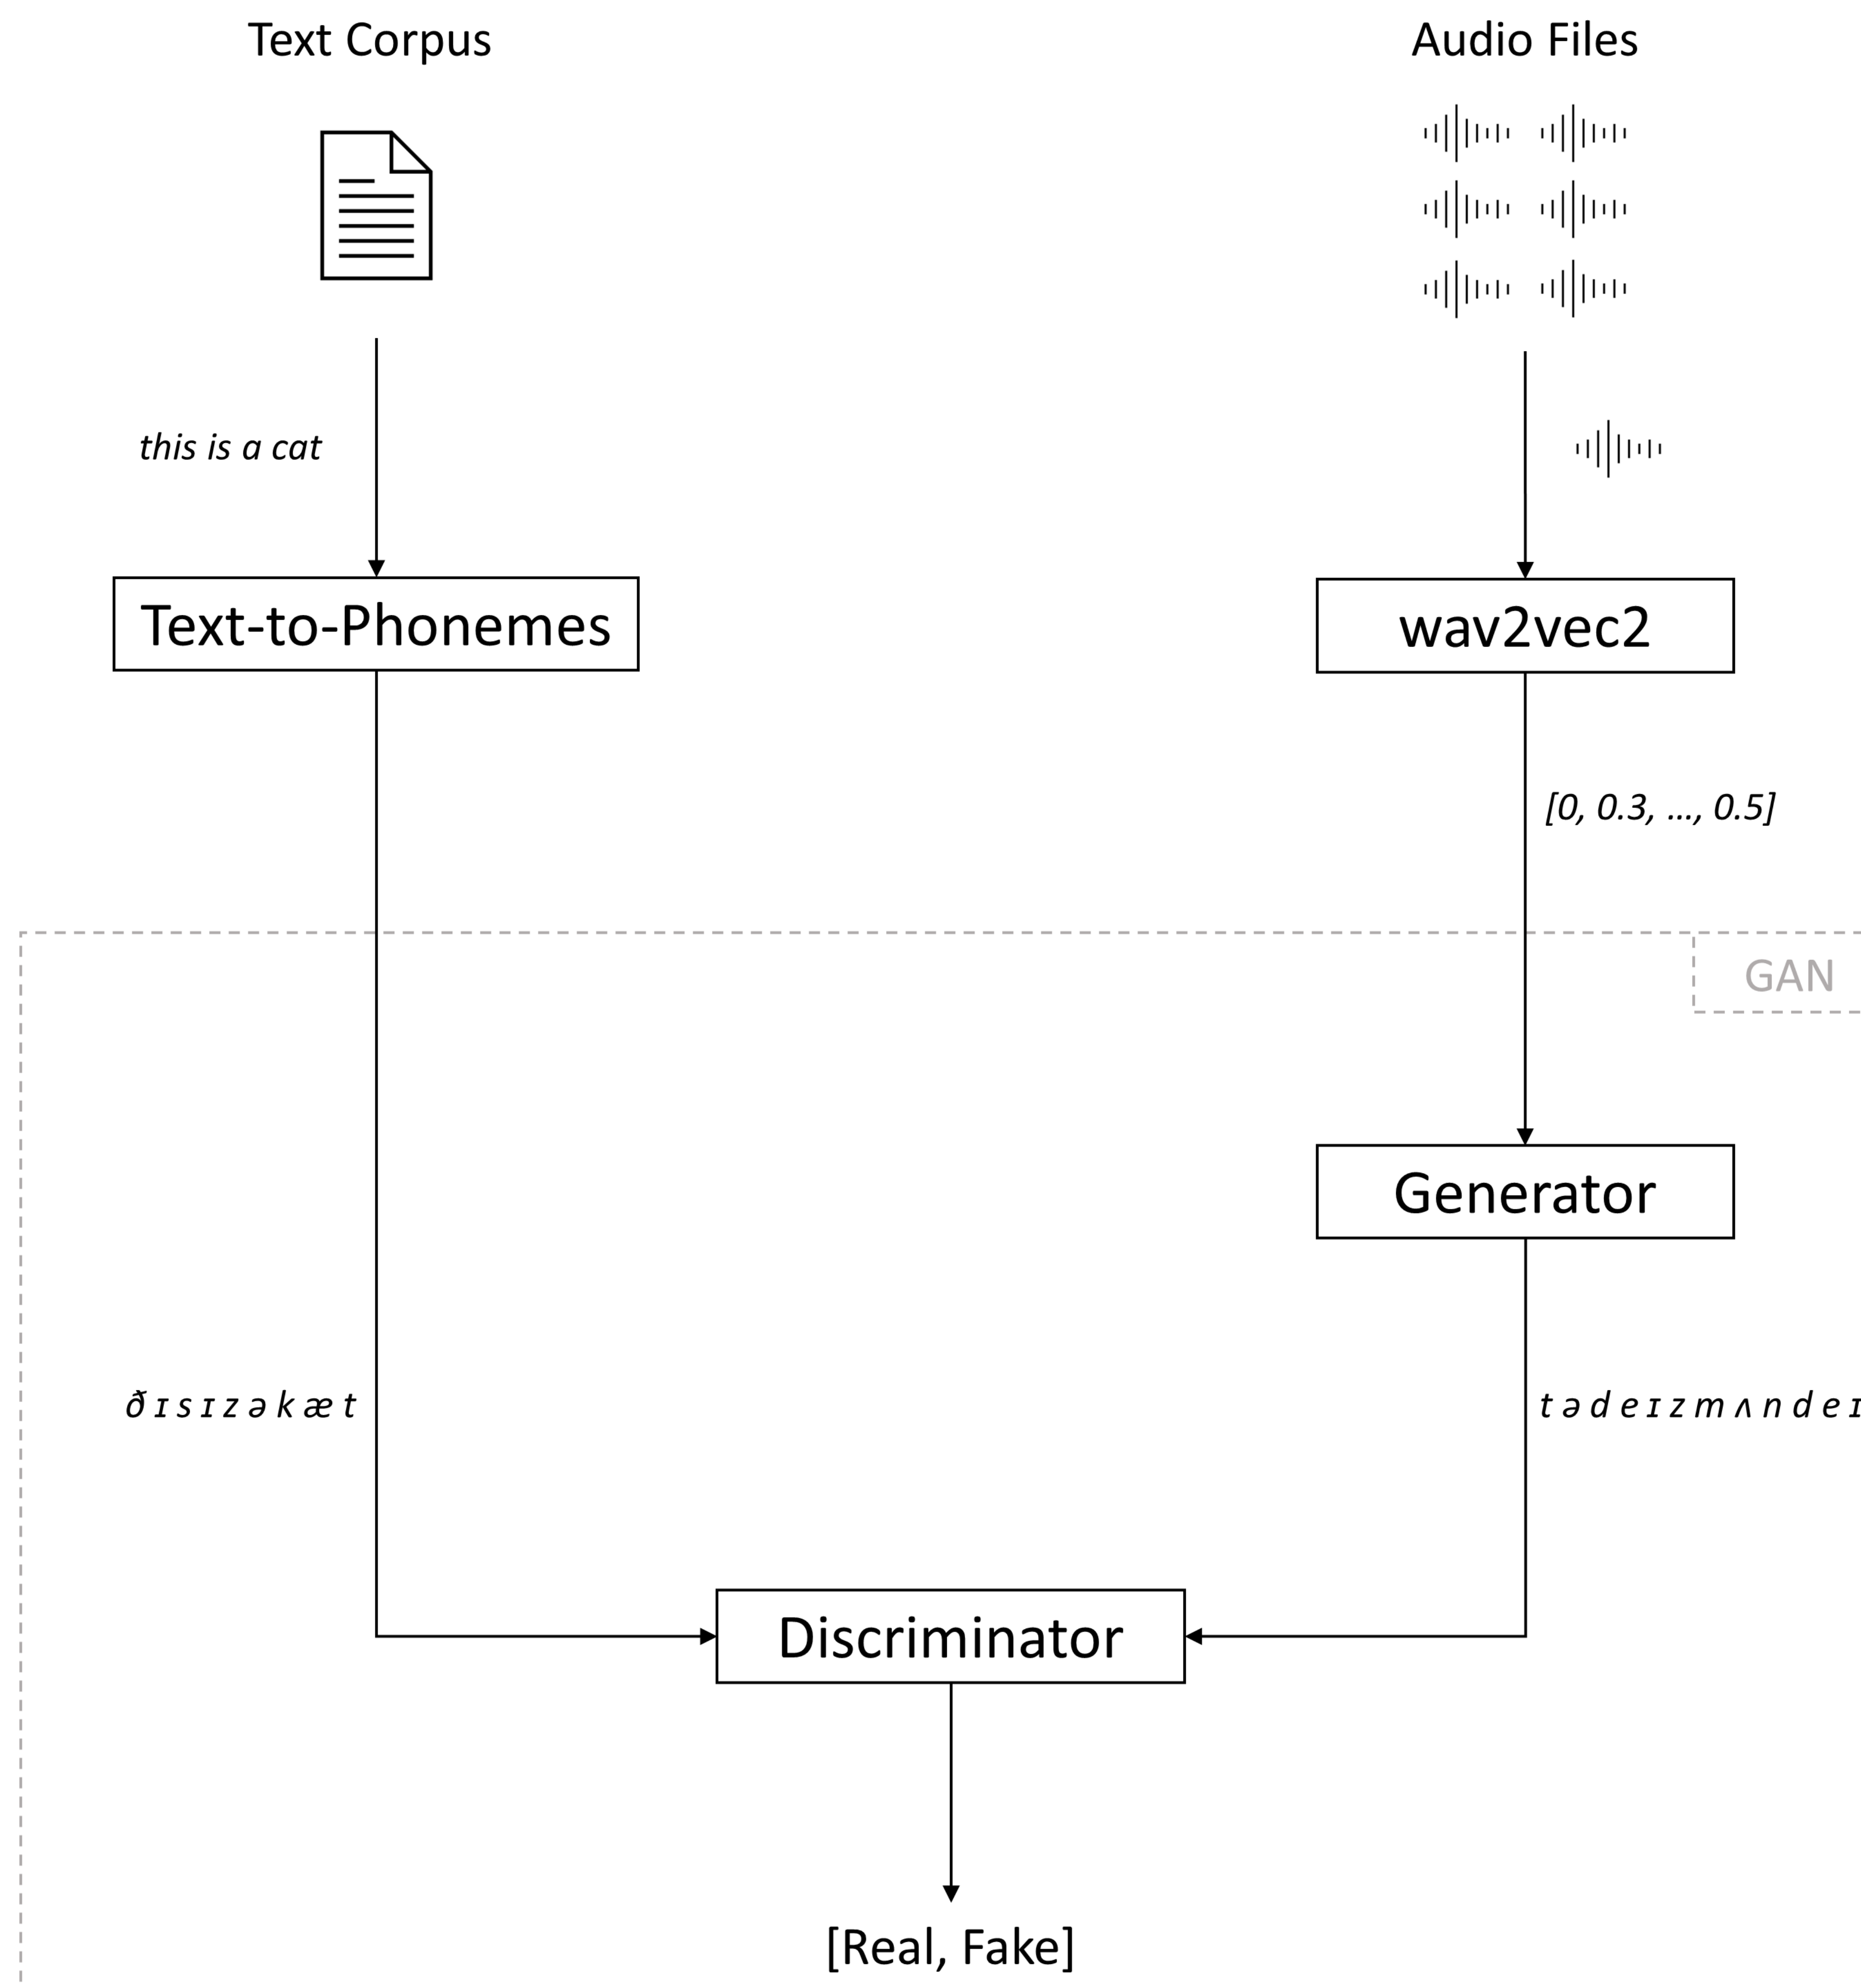 Text Corpus
Audio Files
this is a cat
Text-to-Phonemes
wav2vec2
[0, 0.3, ..., 0.5]
GAN
Generator
ð ɪ s ɪ z a k æ t
t a d e ɪ z m ʌ n d e ɪ
Discriminator
[Real, Fake]